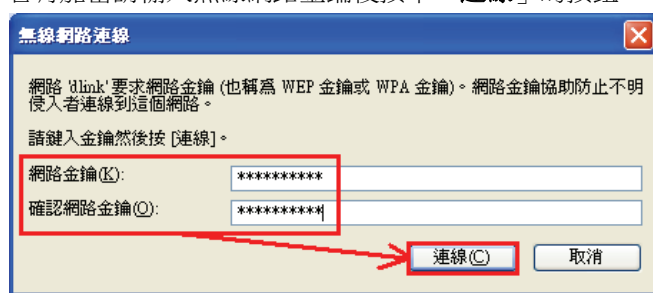 無線網路連線
網路 'dlink' 要求網路金鑰 (也稱為 WEP 金鑰或 WPA 金鑰)。網路金鑰協助防止不明
侵入者連線到這個網路。
請鍵入金鑰然後按 [連線]。
網路金鑰(K): **********
確認網路金鑰(O): **********
連線(C) 取消